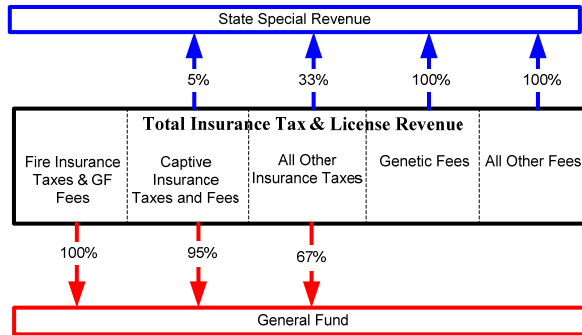 State Special Revenue
5%
33%
100%
100%
Total Insurance Tax & License Revenue
Fire Insurance
Taxes & GF
Fees
Captive
Insurance
Taxes and Fees
All Other
Insurance Taxes
Genetic Fees
All Other Fees
100%
95%
67%
General Fund